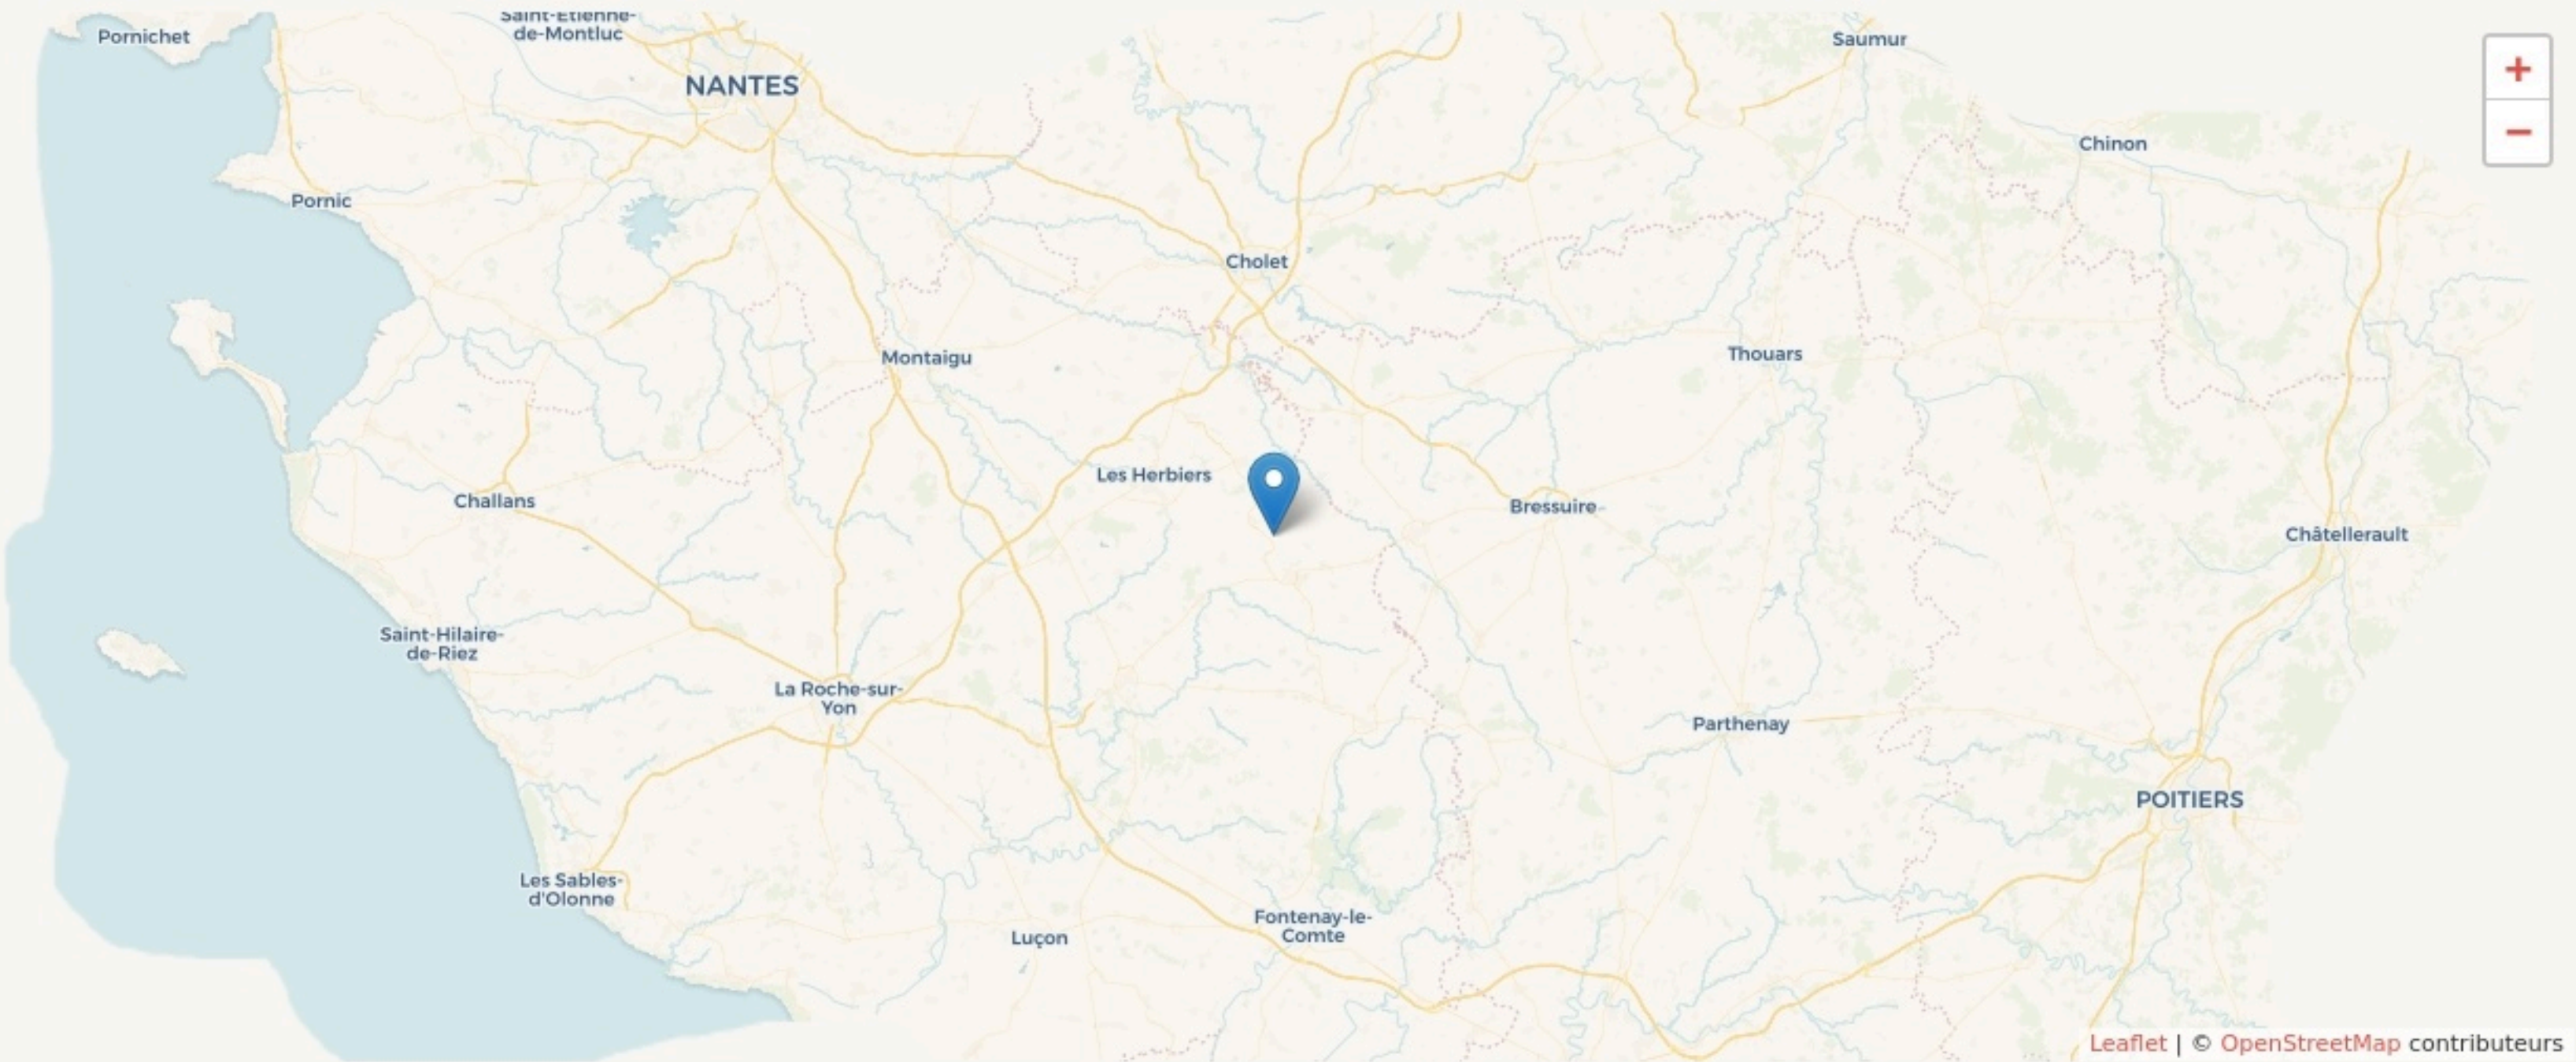 Saint-Etienne-
de-Montluc
Pornichet
Saumur
+
NANTES
−
Chinon
Pornic
Cholet
Montaigu
Thouars
Les Herbiers
Challans
Bressuire
Châtellerault
Saint-Hilaire-
de-Riez
La Roche-sur-
Yon
Parthenay
POITIERS
Les Sables-
d'Olonne
Fontenay-le-
Comte
Luçon
Leaflet | © OpenStreetMap contributeurs